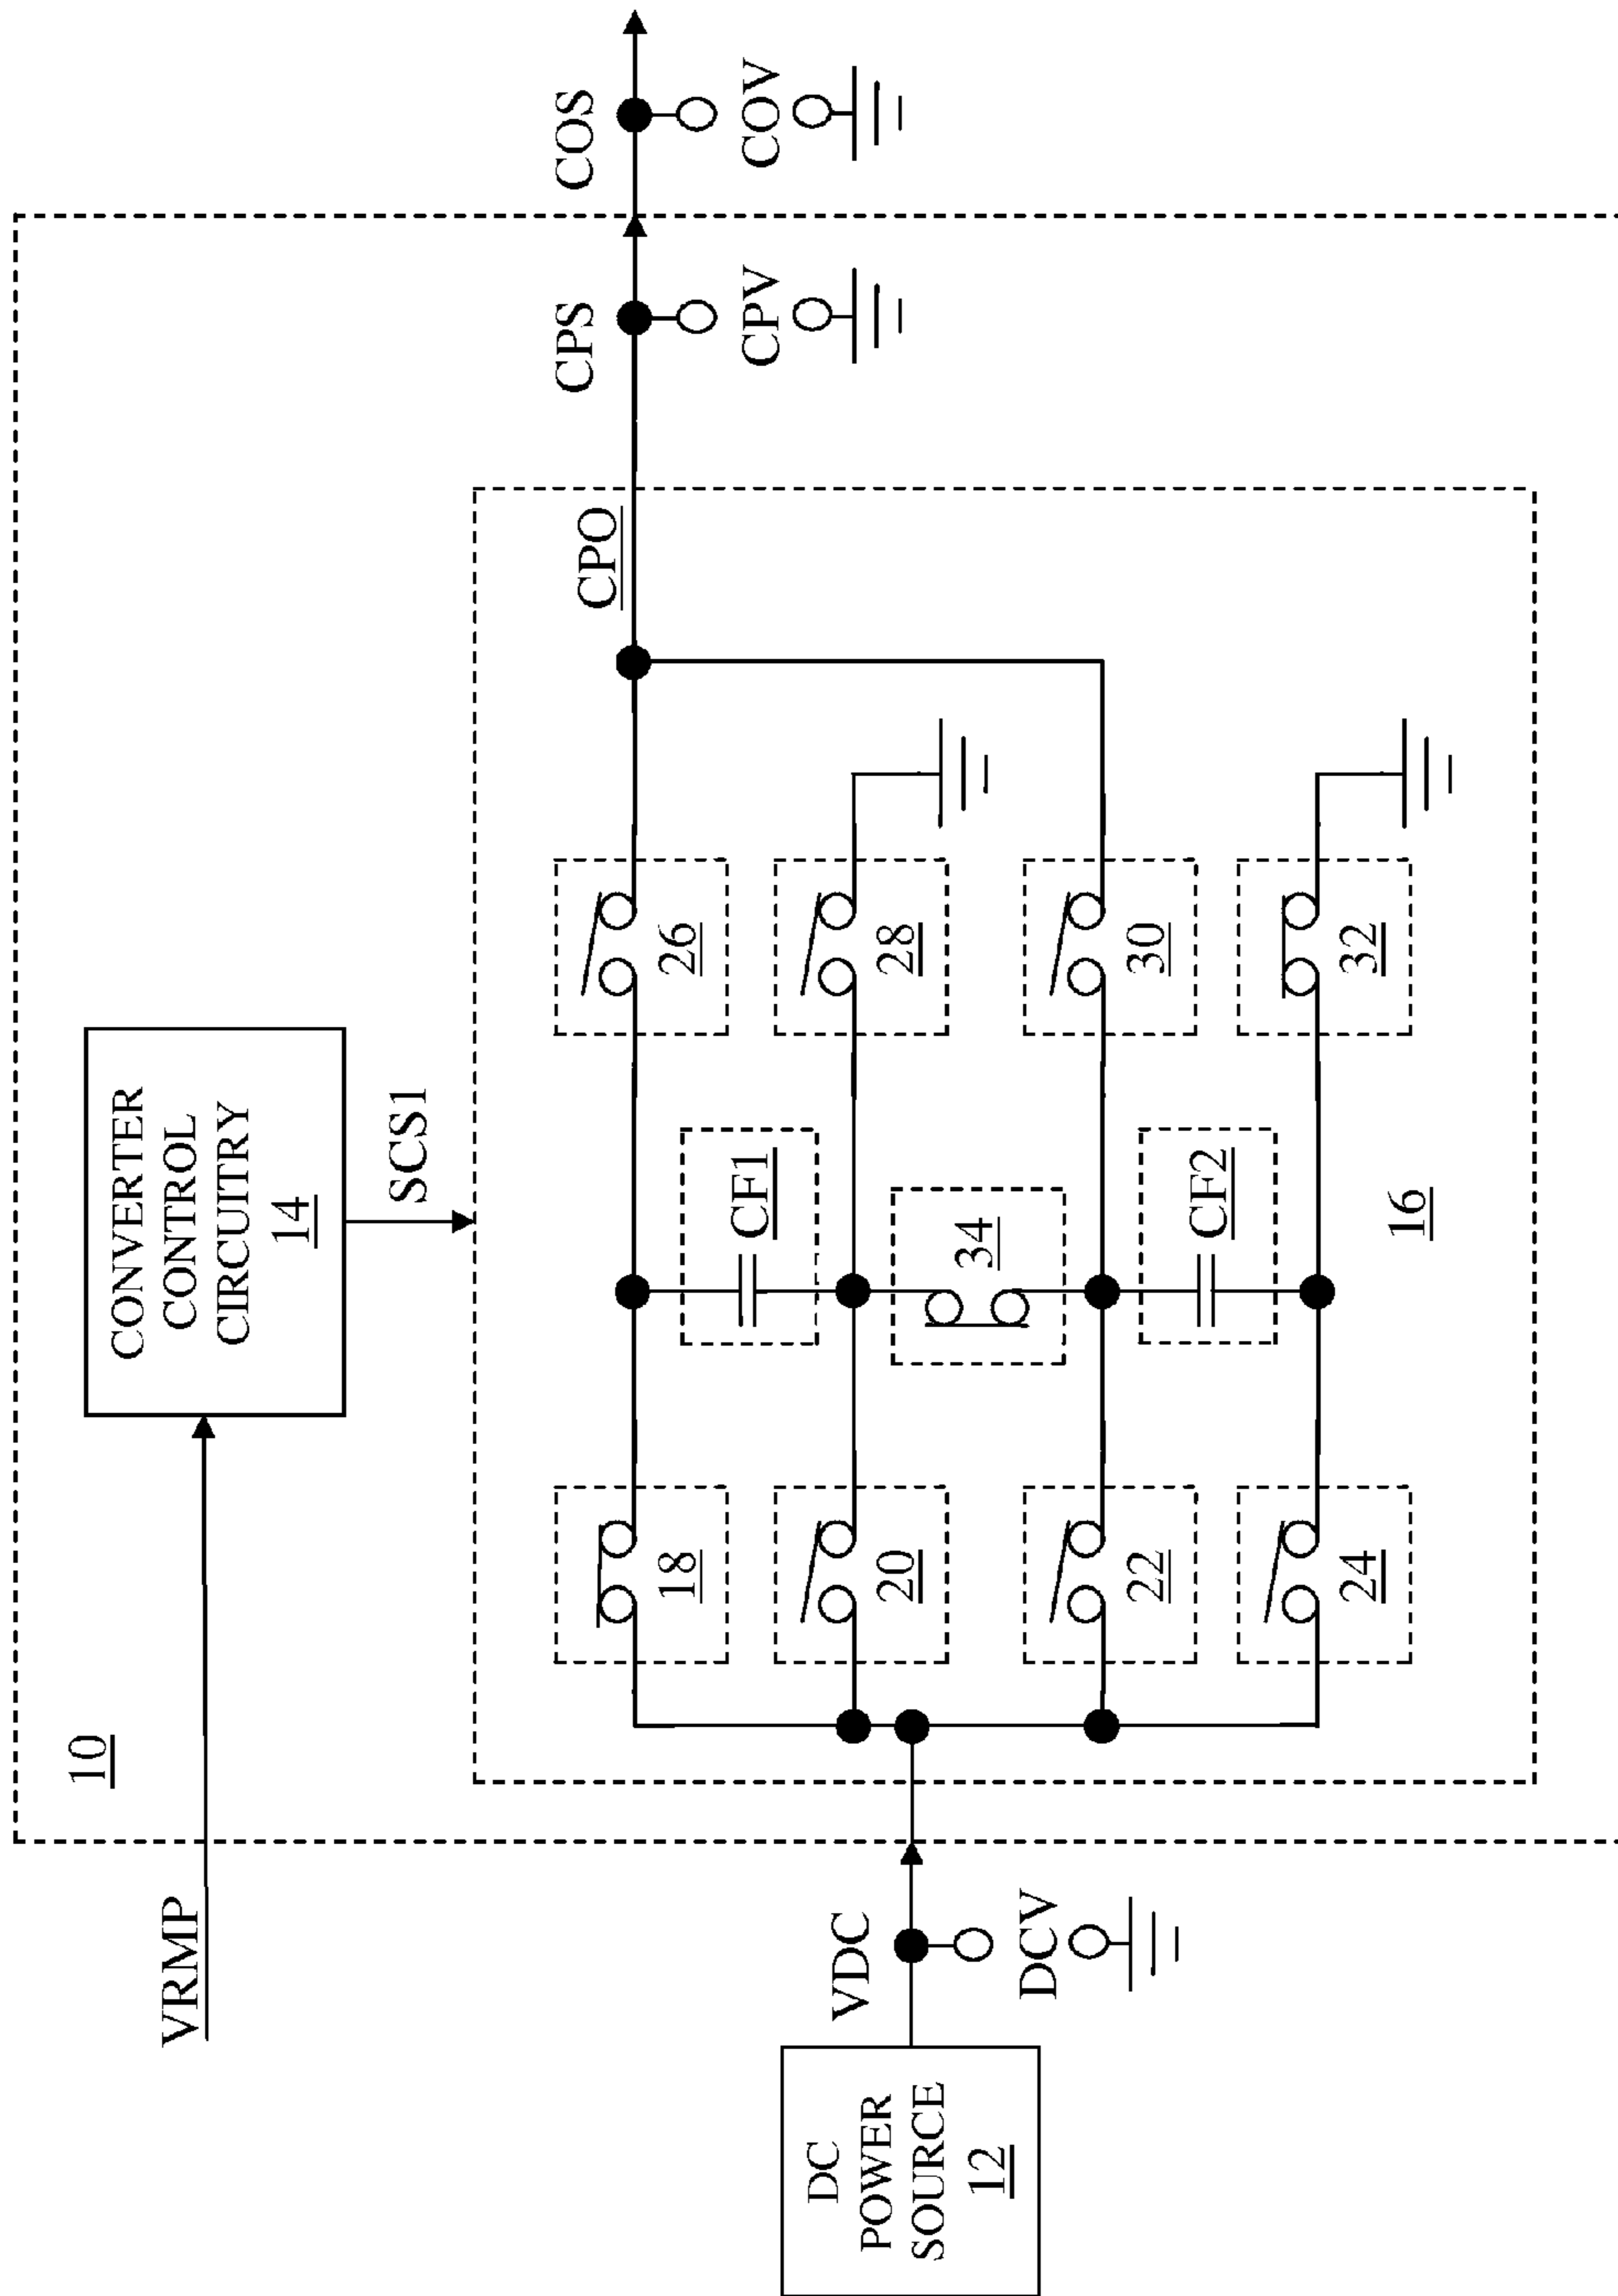 10
VRMP
CONVERTER
CONTROL
CIRCUITRY
14
SCS1
DC
POWER
SOURCE
12
VDC
DCV
18
20
22
24
CF1
34
CF2
16
26
28
30
32
CPO
CPS
CPV
COS
COV